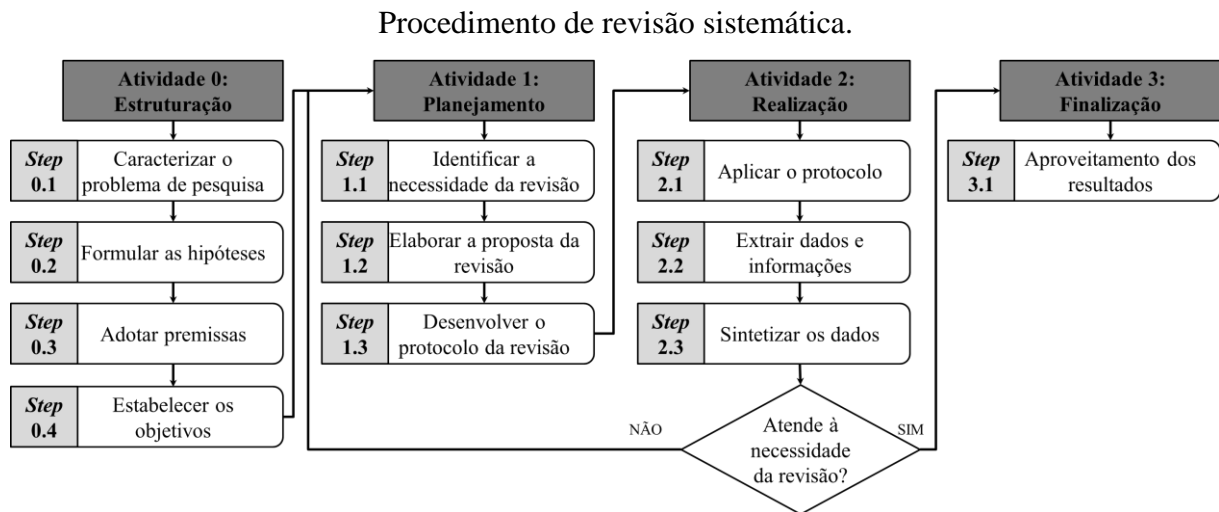 Procedimento de revisão sistemática.
Atividade 0:
Estruturação
Step
0.1
Caracterizar o
problema de pesquisa
Step
0.2
Formular as hipóteses
Step
0.3
Adotar premissas
Step
0.4
Estabelecer os
objetivos
Atividade 1:
Planejamento
Step
1.1
Identificar a
necessidade da revisão
Step
1.2
Elaborar a proposta da
revisão
Step
1.3
Desenvolver o
protocolo da revisão
Atividade 2:
Realização
Step
2.1
Aplicar o protocolo
Step
2.2
Extrair dados e
informações
Step
2.3
Sintetizar os dados
Atende à
necessidade
da revisão?
NÃO
SIM
Atividade 3:
Finalização
Step
3.1
Aproveitamento dos
resultados